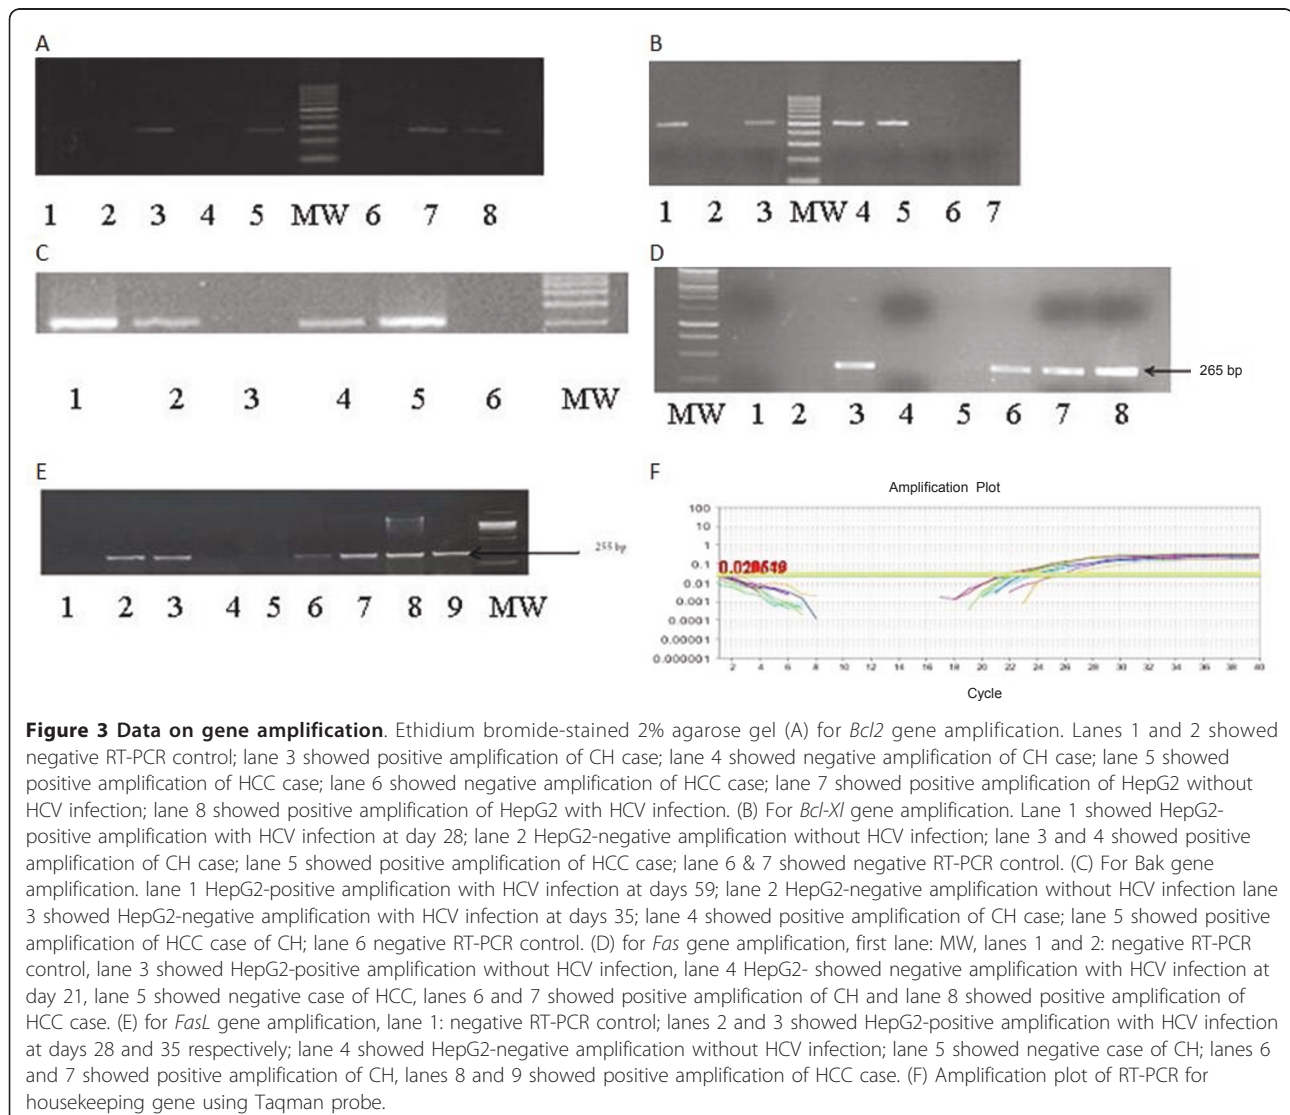 A
B
1 2 3 4 5 MW 6 7 8
1 2 3 MW 4 5 6 7
C
D
265 bp
1 2 3 4 5 6 MW
MW 1 2 3 4 5 6 7 8
E
F
255 bp
1 2 3 4 5 6 7 8 9 MW
Amplification Plot
100
10
1
0.1
0.01
0.001
0.0001
0.00001
0.000001
2 4 6 8 10 12 14 16 18 20 22 24 26 28 30 32 34 36 38 40
Cycle
Figure 3 Data on gene amplification. Ethidium bromide-stained 2% agarose gel (A) for Bcl2 gene amplification. Lanes 1 and 2 showed
negative RT-PCR control; lane 3 showed positive amplification of CH case; lane 4 showed negative amplification of CH case; lane 5 showed
positive amplification of HCC case; lane 6 showed negative amplification of HCC case; lane 7 showed positive amplification of HepG2 without
HCV infection; lane 8 showed positive amplification of HepG2 with HCV infection. (B) For Bcl-Xl gene amplification. Lane 1 showed HepG2-
positive amplification with HCV infection at day 28; lane 2 HepG2-negative amplification without HCV infection; lane 3 and 4 showed positive
amplification of CH case; lane 5 showed positive amplification of HCC case; lane 6 & 7 showed negative RT-PCR control. (C) For Bak gene
amplification. lane 1 HepG2-positive amplification with HCV infection at days 59; lane 2 HepG2-negative amplification without HCV infection lane
3 showed HepG2-negative amplification with HCV infection at days 35; lane 4 showed positive amplification of CH case; lane 5 showed positive
amplification of HCC case of CH; lane 6 negative RT-PCR control. (D) for Fas gene amplification, first lane: MW, lanes 1 and 2: negative RT-PCR
control, lane 3 showed HepG2-positive amplification without HCV infection, lane 4 HepG2- showed negative amplification with HCV infection at
day 21, lane 5 showed negative case of HCC, lanes 6 and 7 showed positive amplification of CH and lane 8 showed positive amplification of
HCC case. (E) for FasL gene amplification, lane 1: negative RT-PCR control; lanes 2 and 3 showed HepG2-positive amplification with HCV infection
at days 28 and 35 respectively; lane 4 showed HepG2-negative amplification without HCV infection; lane 5 showed negative case of CH; lanes 6
and 7 showed positive amplification of CH, lanes 8 and 9 showed positive amplification of HCC case. (F) Amplification plot of RT-PCR for
housekeeping gene using Taqman probe.